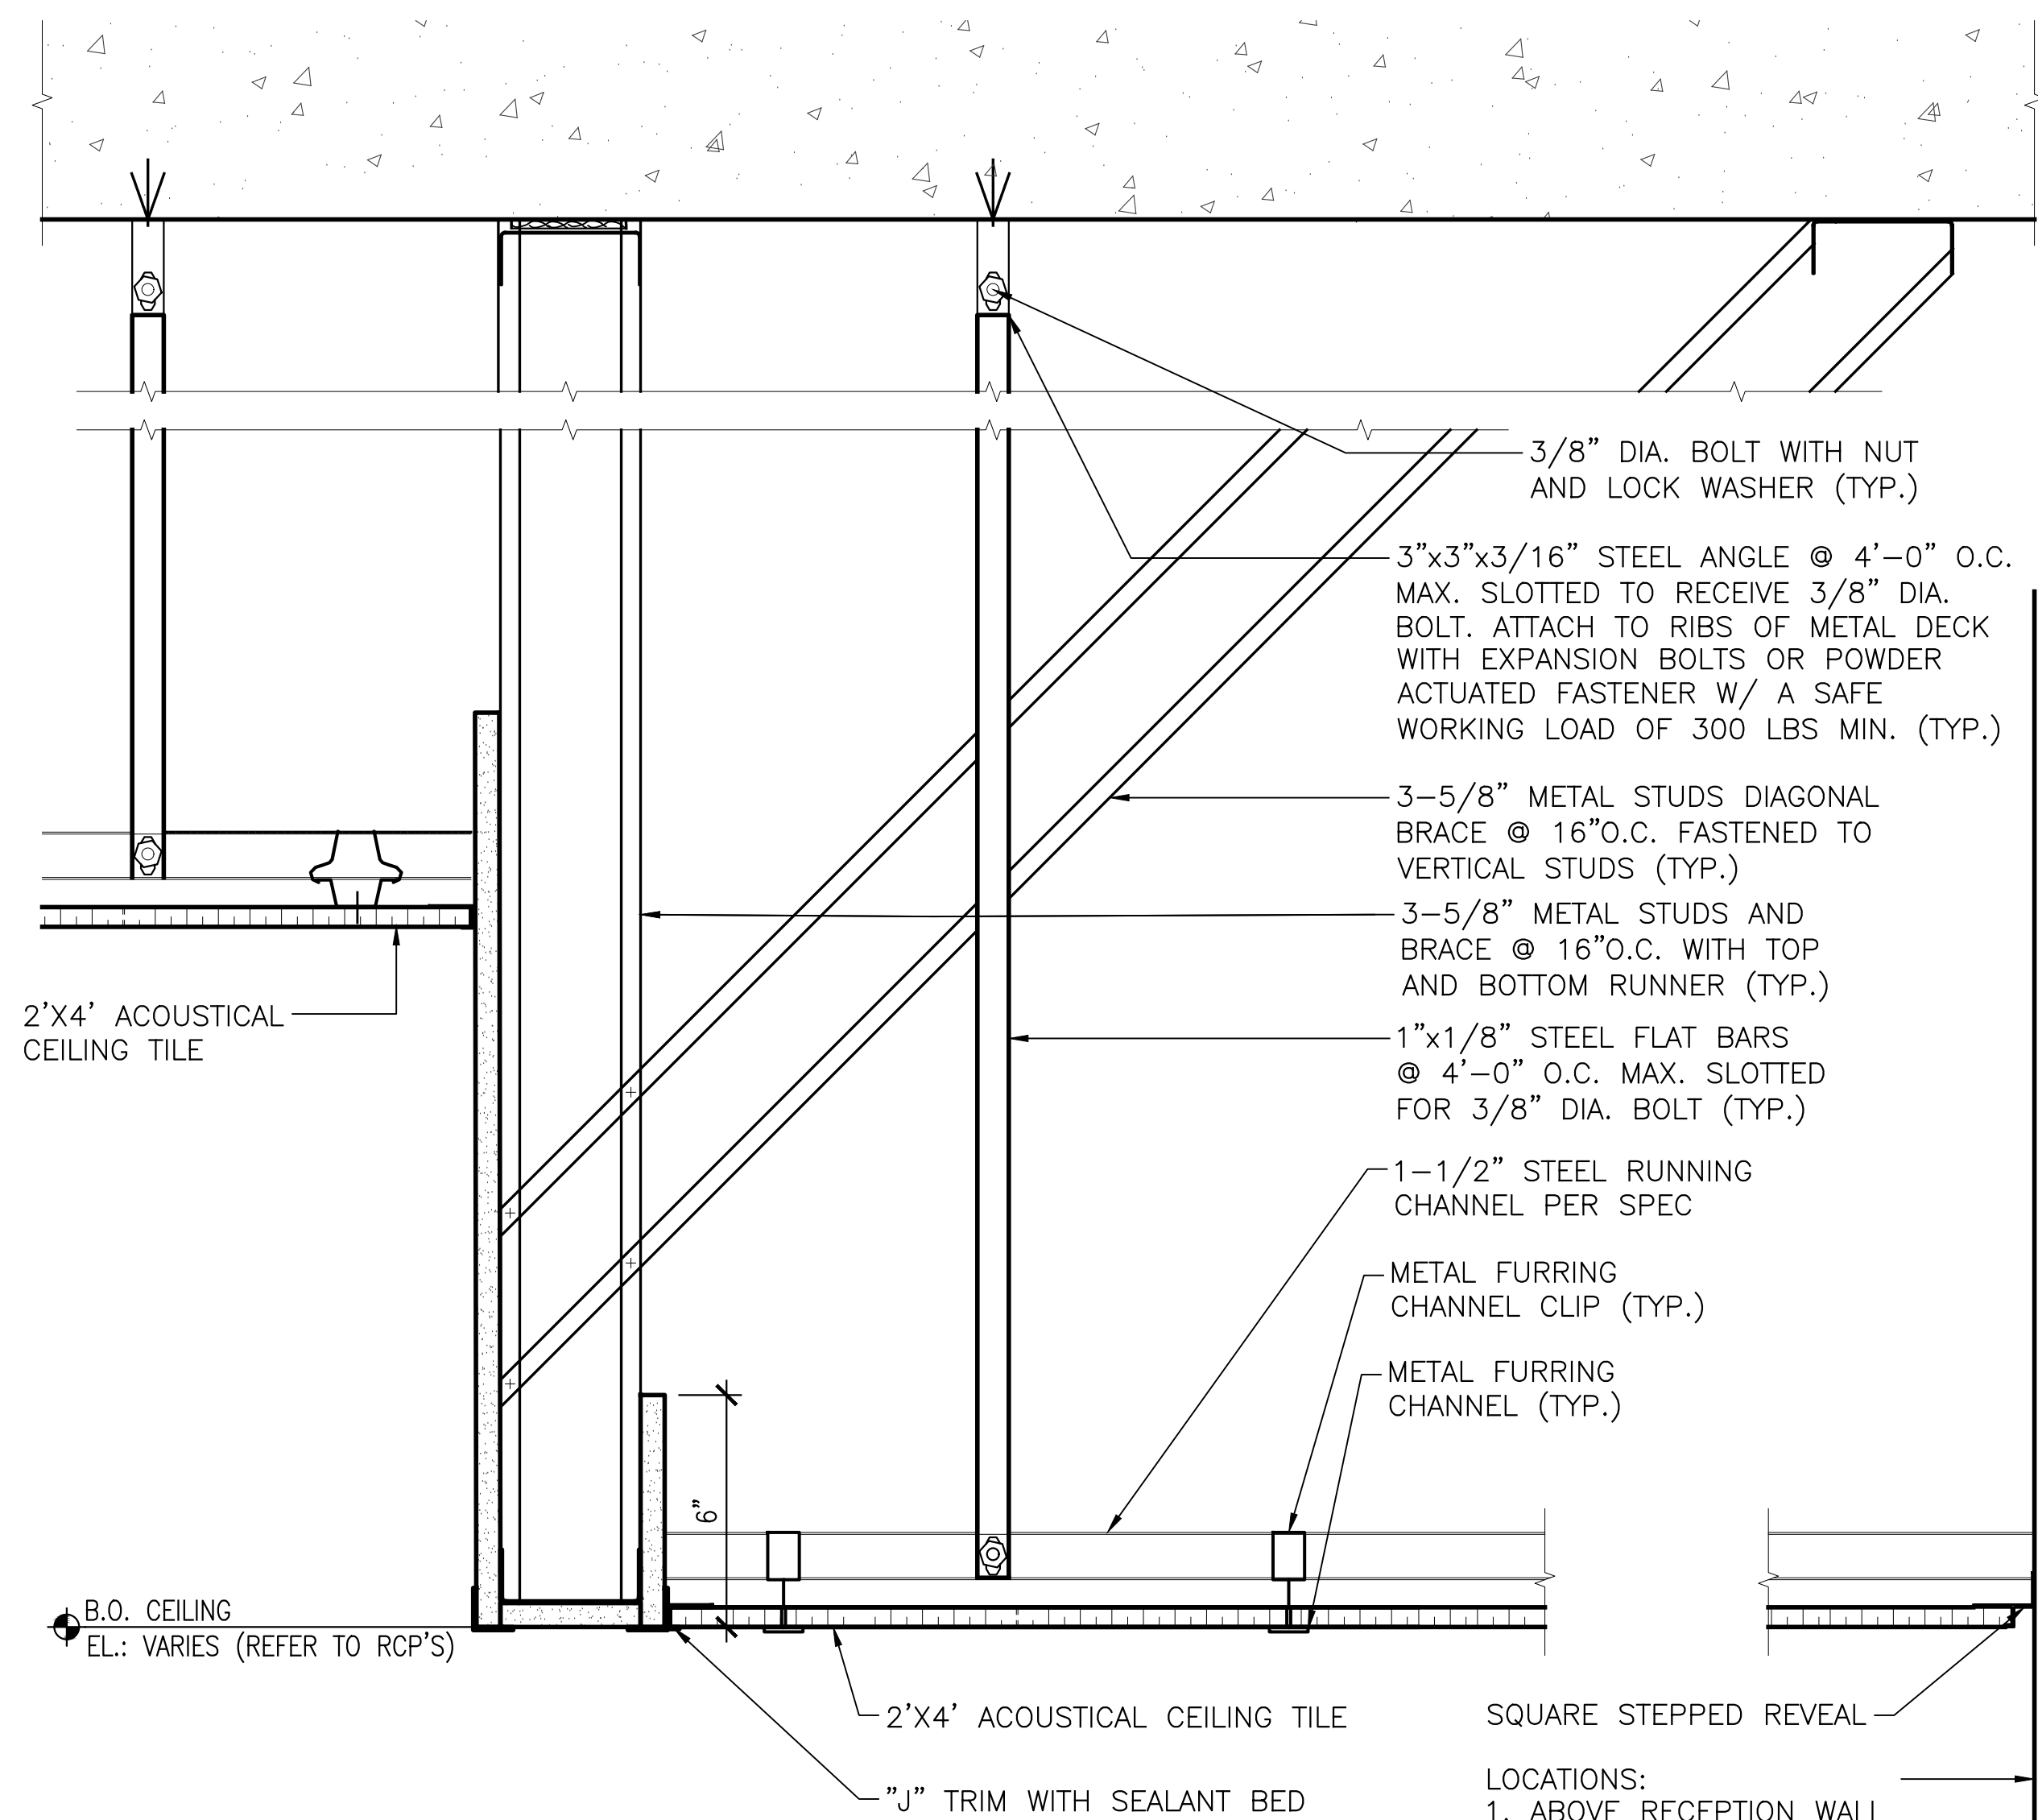 3/8" DIA. BOLT WITH NUT
AND LOCK WASHER (TYP.)
3"x3"x3/16" STEEL ANGLE @ 4'-0" O.C.
MAX. SLOTTED TO RECEIVE 3/8" DIA.
BOLT. ATTACH TO RIBS OF METAL DECK
WITH EXPANSION BOLTS OR POWDER
ACTUATED FASTENER W/ A SAFE
WORKING LOAD OF 300 LBS MIN. (TYP.)
3-5/8" METAL STUDS DIAGONAL
BRACE @ 16"O.C. FASTENED TO
VERTICAL STUDS (TYP.)
3-5/8" METAL STUDS AND
BRACE @ 16"O.C. WITH TOP
AND BOTTOM RUNNER (TYP.)
2'X4' ACOUSTICAL
CEILING TILE
1"x1/8" STEEL FLAT BARS
@ 4'-0" O.C. MAX. SLOTTED
FOR 3/8" DIA. BOLT (TYP.)
1-1/2" STEEL RUNNING
CHANNEL PER SPEC
METAL FURRING
CHANNEL CLIP (TYP.)
METAL FURRING
CHANNEL (TYP.)
6"
B.O. CEILING
EL.: VARIES (REFER TO RCP'S)
2'X4' ACOUSTICAL CEILING TILE
SQUARE STEPPED REVEAL
"J" TRIM WITH SEALANT BED
LOCATIONS:
1. ABOVE RECEPTION WALL